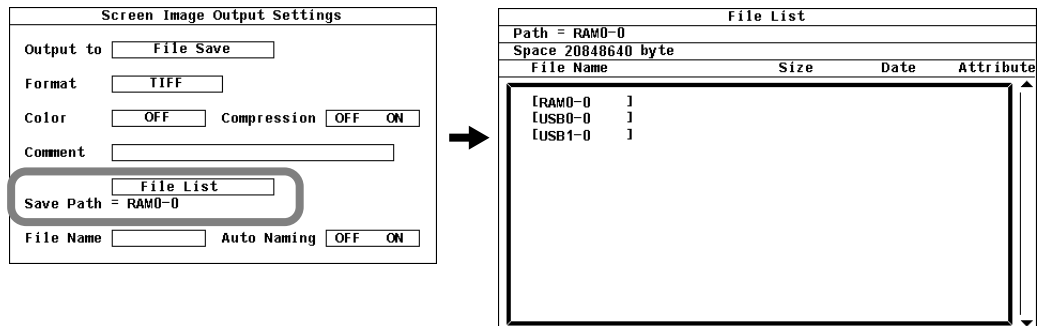 Screen Image Output Settings
Output to File Save
Format TIFF
Color OFF Compression OFF ON
Comment
File List
Save Path = RAM0-0
File Name Auto Naming OFF ON
File List
Path = RAM0-0
Space 20848640 byte
File Name Size Date Attribute
[RAM0-0 ]
[USB0-0 ]
[USB1-0 ]